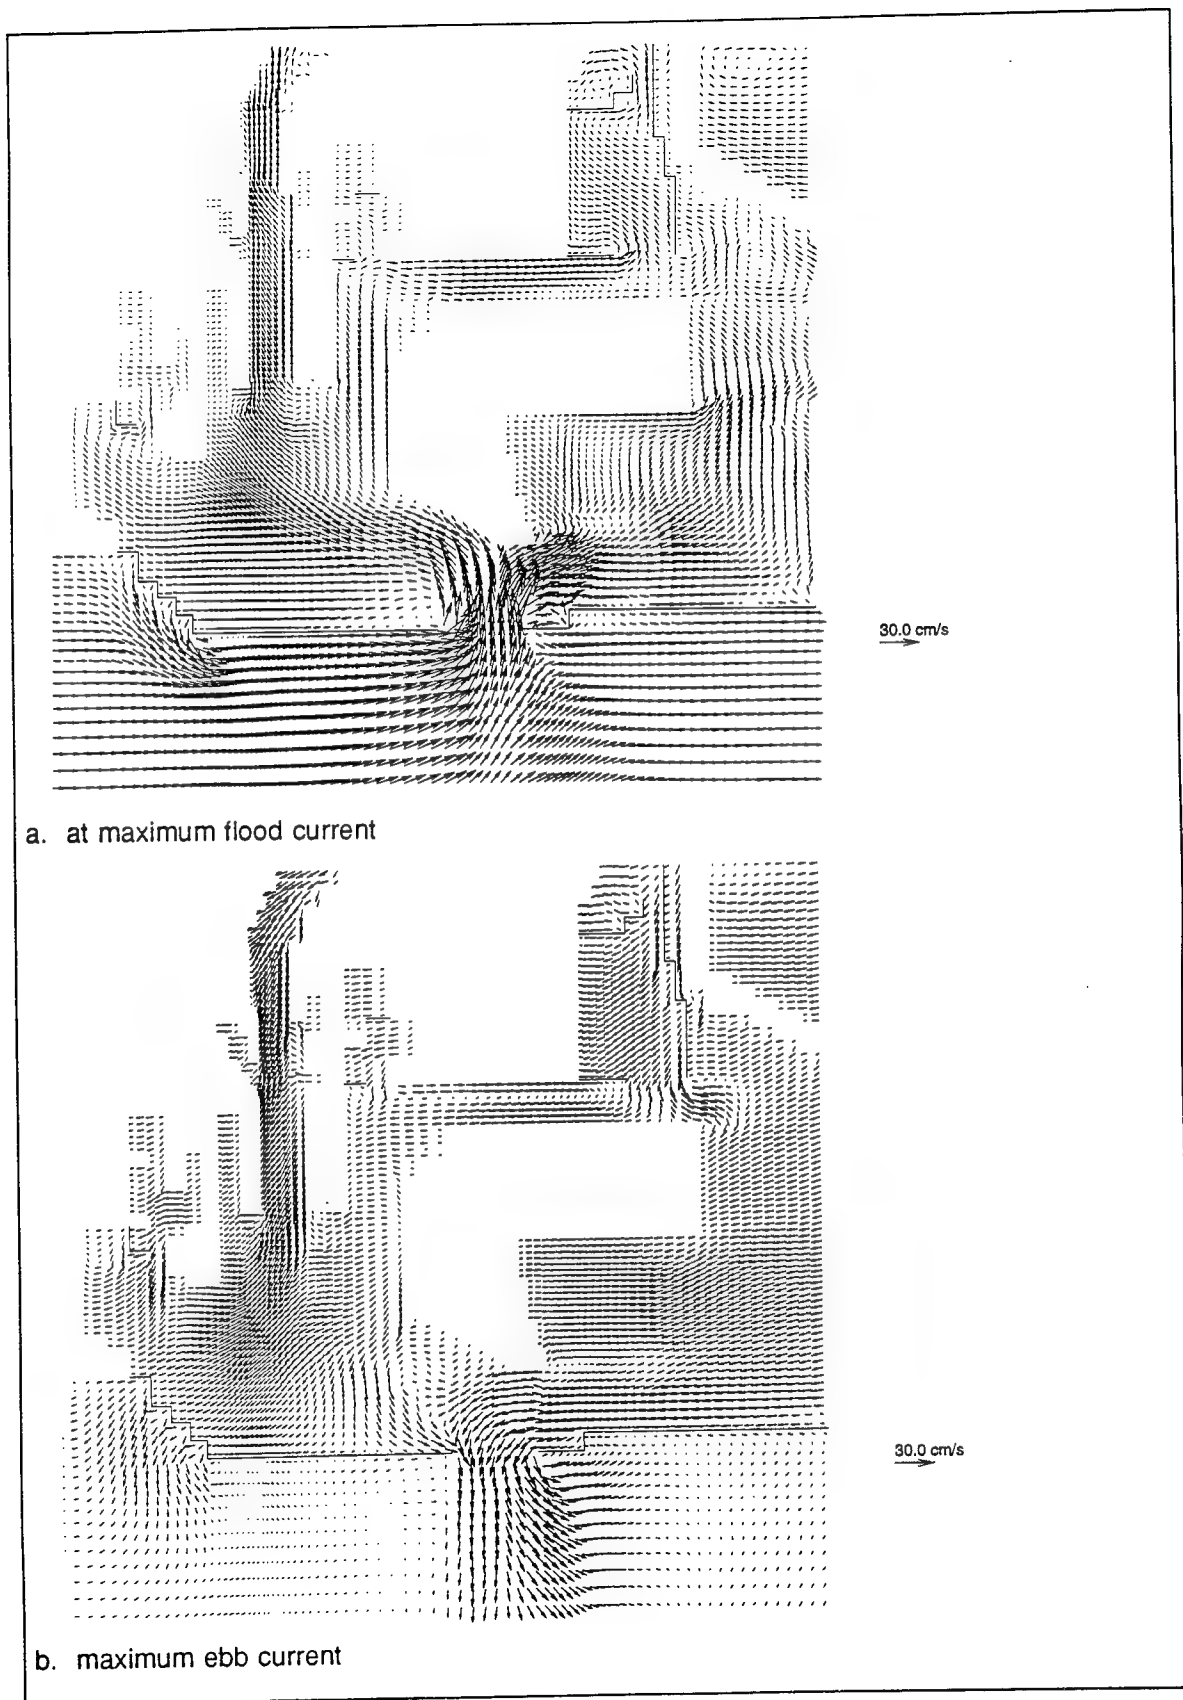 30.0 cm/s
a. at maximum flood current
30.0 cm/s
b. maximum ebb current